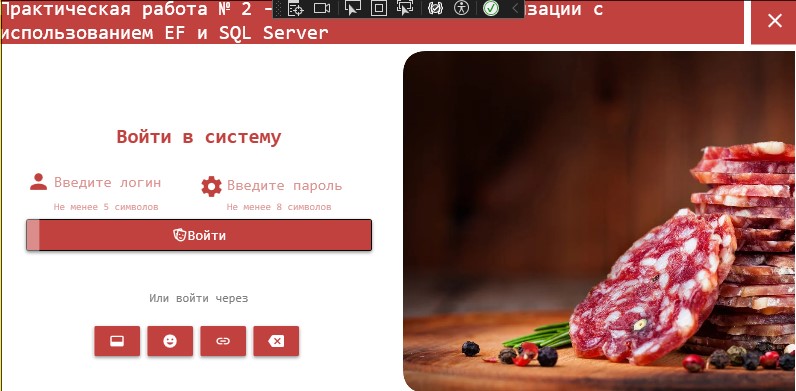 Практическая работа № 2 - зации с
использованием EF и SQL Server
Войти в систему
Введите логин
Введите пароль
Не менее 5 символов
Не менее 8 символов
Войти
Или войти через